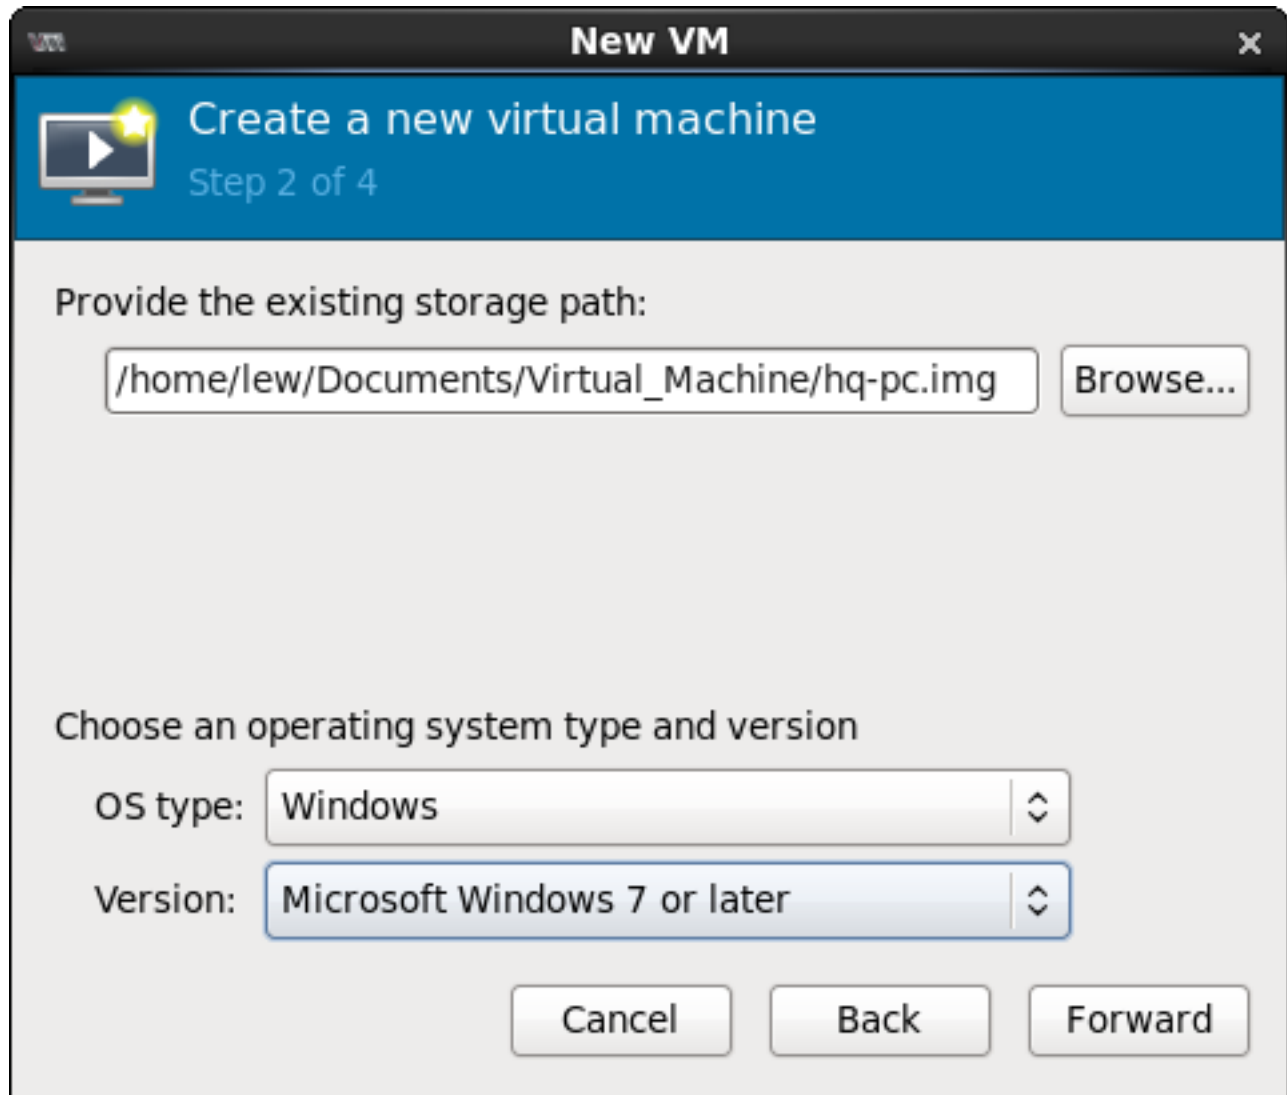 New VM
Create a new virtual machine
Step 2 of 4
Provide the existing storage path:
/home/lew/Documents/Virtual_Machine/hq-pc.img Browse...
Choose an operating system type and version
OS type: Windows
Version: Microsoft Windows 7 or later
Cancel Back Forward